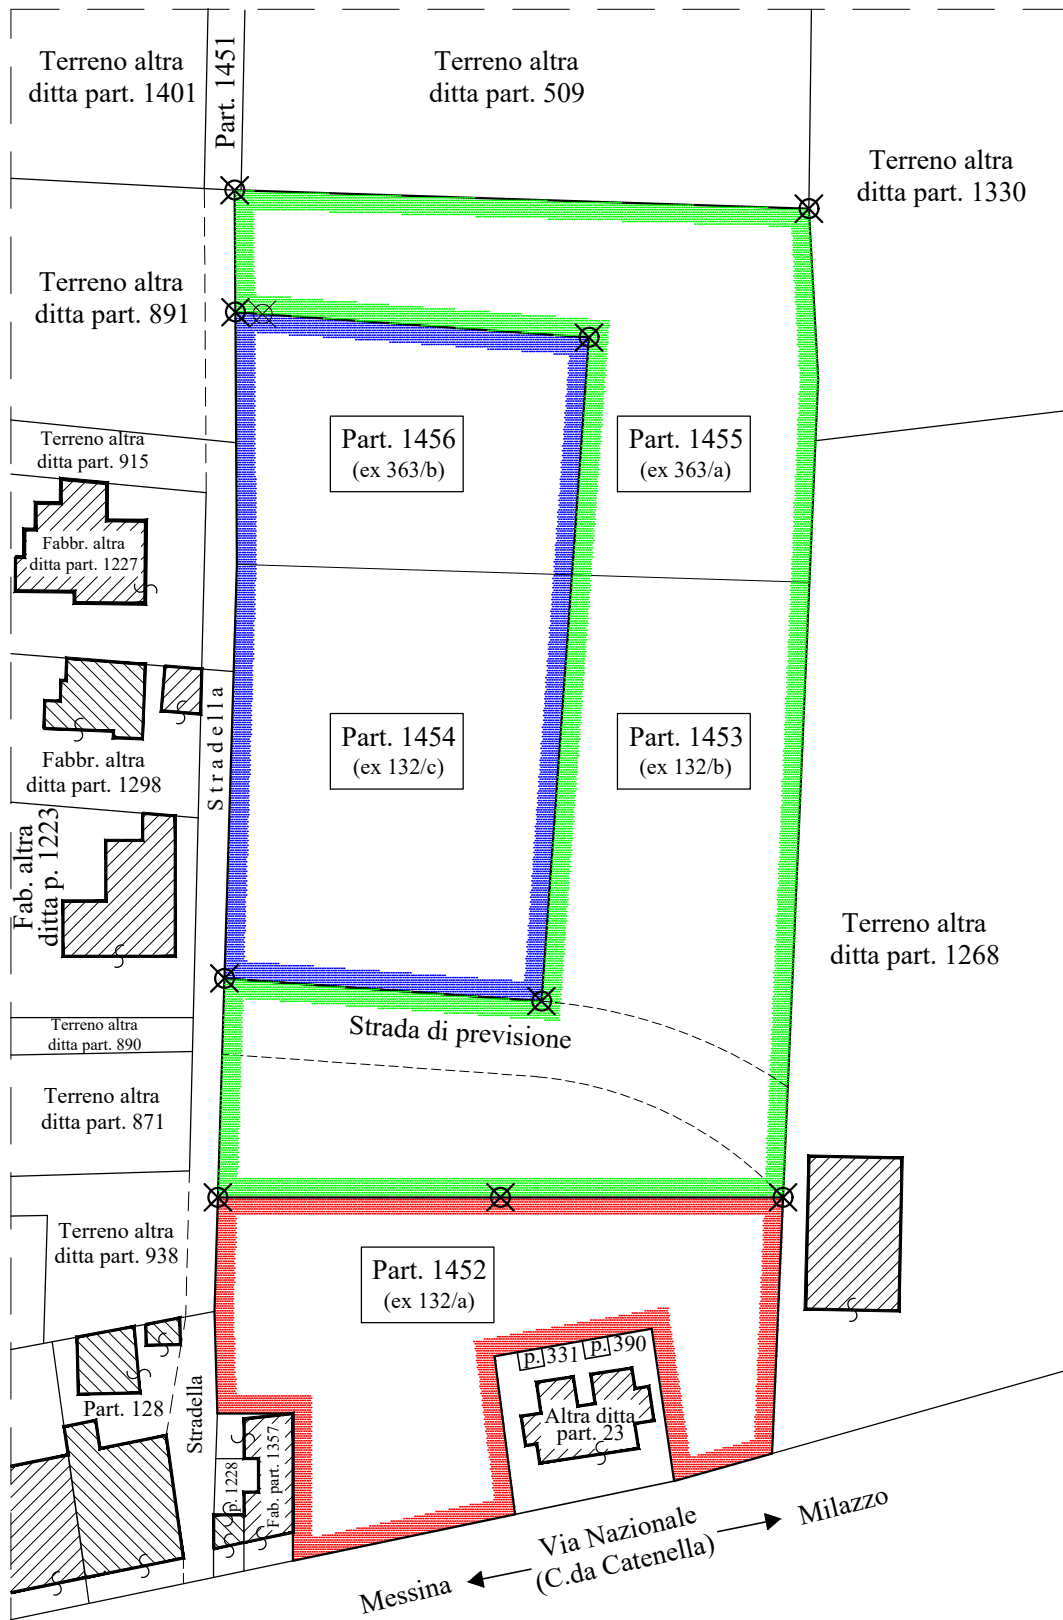 Terreno altra
ditta part. 1401
Part. 1451
Terreno altra
ditta part. 509
Terreno altra
ditta part. 1330
Terreno altra
ditta part. 891
Terreno altra
ditta part. 915
Part. 1456
(ex 363/b)
Part. 1455
(ex 363/a)
Fabbr. altra
ditta part. 1227
Stradella
Part. 1454
(ex 132/c)
Part. 1453
(ex 132/b)
Fabbr. altra
ditta part. 1298
Fab. altra
ditta p. 1223
Terreno altra
ditta part. 1268
Strada di previsione
Terreno altra
ditta part. 890
Terreno altra
ditta part. 871
Terreno altra
ditta part. 938
Part. 1452
(ex 132/a)
p. 331
p. 390
Altra ditta
part. 23
Part. 128
Stradella
p. 1228
Fab. part. 1357
Via Nazionale
(C.da Catenella)
Milazzo
Messina